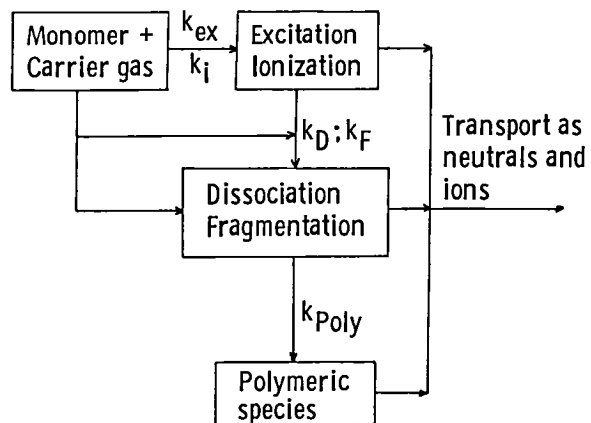 Monomer +
Carrier gas
k_ex
k_i
Excitation
Ionization
k_D ; k_F
Transport as
neutrals and
ions
Dissociation
Fragmentation
k_Poly
Polymeric
species